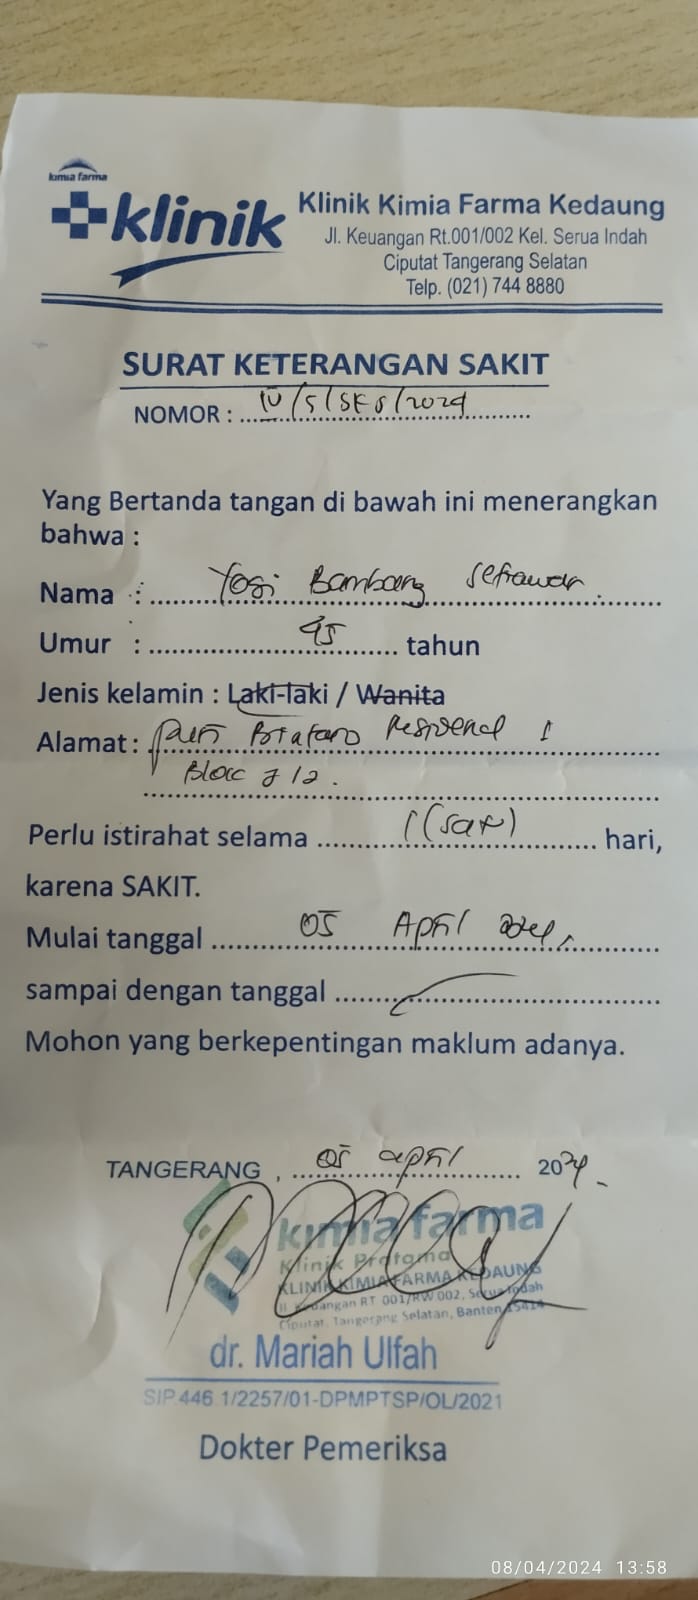 kimia farma
klinik
Klinik Kimia Farma Kedaung
Jl. Keuangan Rt.001/002 Kel. Serua Indah
Ciputat Tangerang Selatan
Telp. (021) 744 8880
SURAT KETERANGAN SAKIT
NOMOR : IV/5/SKS/2024
Yang Bertanda tangan di bawah ini menerangkan
bahwa :
Nama : Yogi Bambang Setiawan
Umur : 45 tahun
Jenis kelamin : Laki-laki / Wanita
Alamat : Puri 1
Blok
Perlu istirahat selama 1 (satu) hari,
karena SAKIT.
Mulai tanggal 05 April 2024
sampai dengan tanggal
Mohon yang berkepentingan maklum adanya.
TANGERANG , 05 april 2024
kimia farma
Klinik Pratama
KLINIK KIMIA FARMA KEDAUNG
Jl. Keuangan RT 001/RW 002, Serua Indah
Ciputat, Tangerang Selatan, Banten 15414
dr. Mariah Ulfah
SIP.446.1/2257/01-DPMPTSP/OL/2021
Dokter Pemeriksa
08/04/2024 13:58